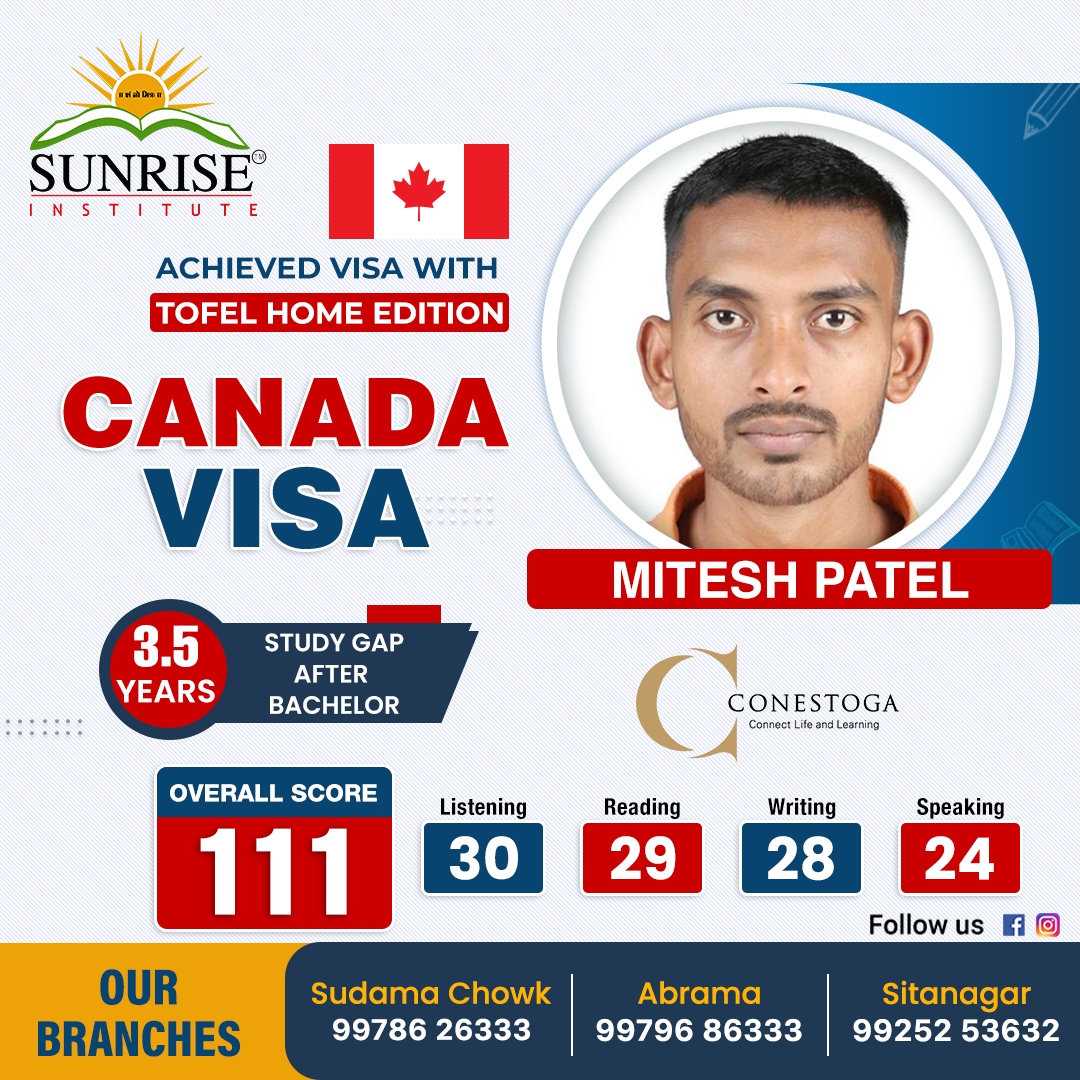 SUNRISE
TM
INSTITUTE
ACHIEVED VISA WITH
TOFEL HOME EDITION
CANADA
VISA
MITESH PATEL
3.5
YEARS
STUDY GAP
AFTER
BACHELOR
CONESTOGA
Connect Life and Learning
OVERALL SCORE
111
Listening
30
Reading
29
Writing
28
Speaking
24
Follow us
OUR
BRANCHES
Sudama Chowk
99786 26333
Abrama
99796 86333
Sitanagar
99252 53632